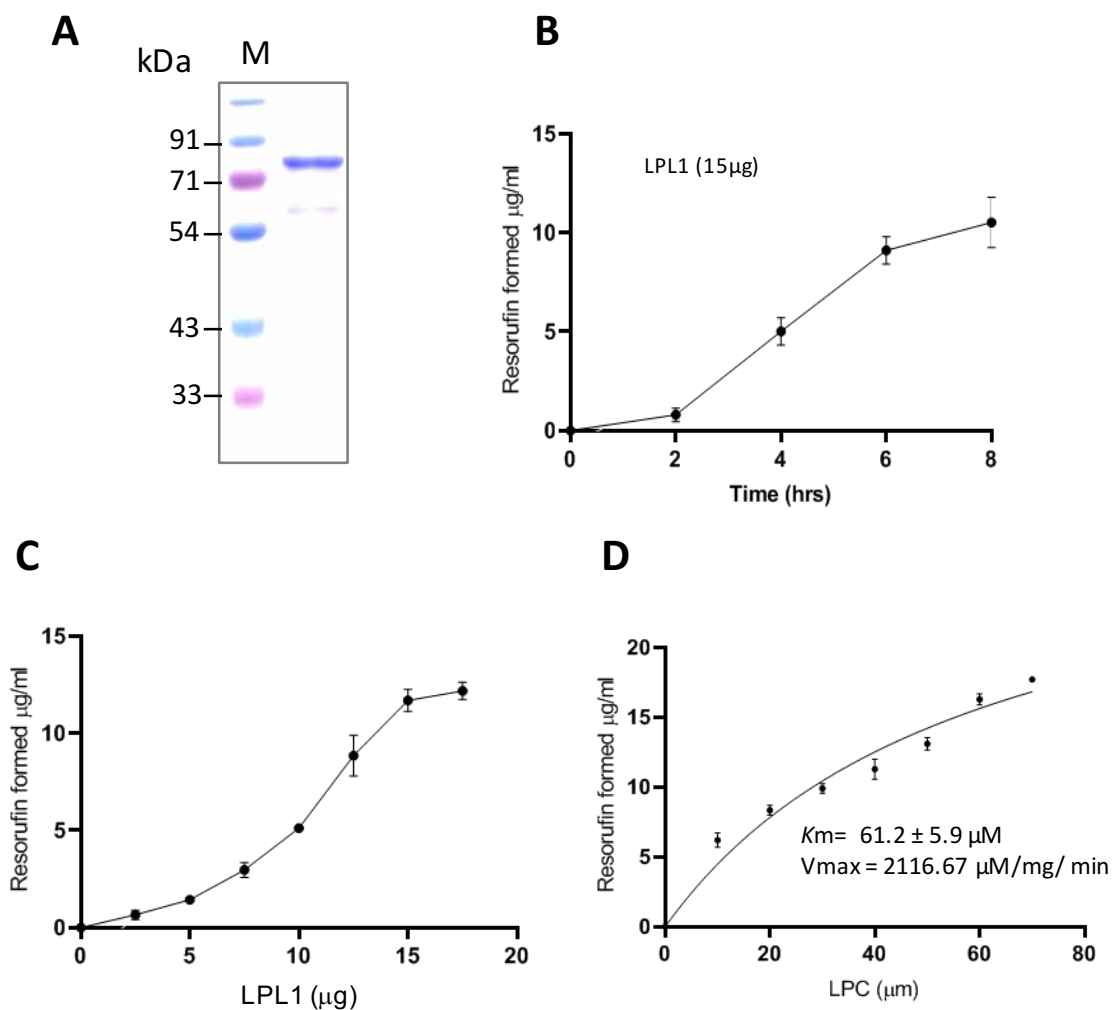 A
kDa
M
91
71
54
43
33
B
Resorufin formed µg/ml
15
10
5
0
LPL1 (15µg)
0 2 4 6 8
Time (hrs)
C
Resorufin formed µg/ml
15
10
5
0
0 5 10 15 20
LPL1 (µg)
D
Resorufin formed µg/ml
20
15
10
5
0
Km= 61.2 ± 5.9 µM
Vmax = 2116.67 µM/mg/ min
0 20 40 60 80
LPC (µm)